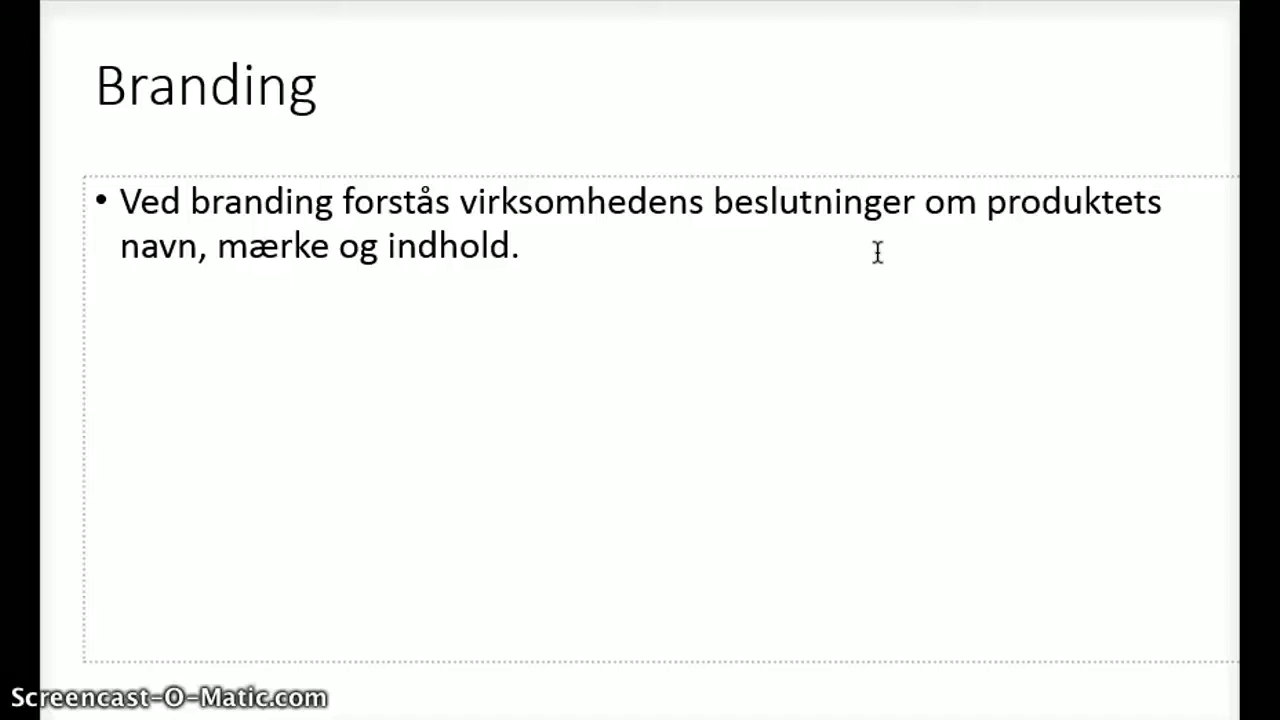 Branding
• Ved branding forstås virksomhedens beslutninger om produktets
navn, mærke og indhold.
Screencast-O-Matic.com